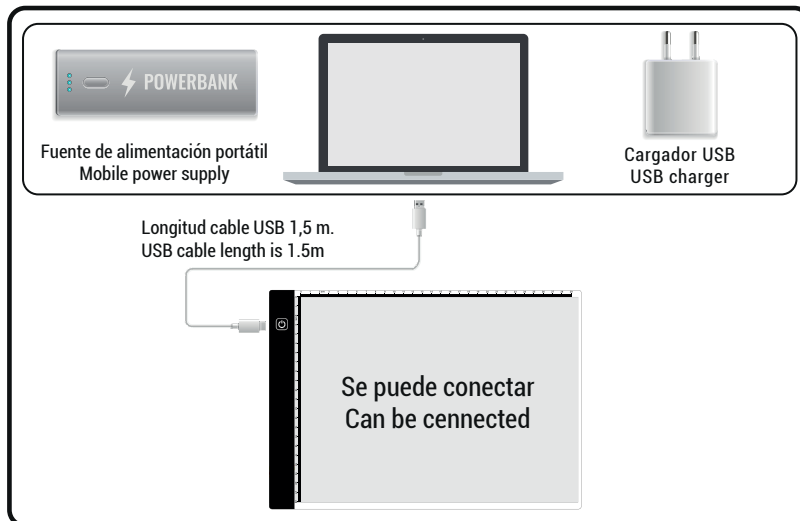 POWERBANK
Fuente de alimentación portátil
Mobile power supply
Cargador USB
USB charger
Longitud cable USB 1,5 m.
USB cable length is 1.5m
Se puede conectar
Can be cennected